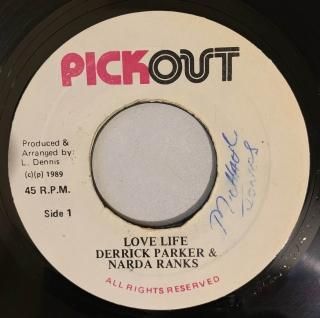 PICKOUT
Produced &
Arranged by:
L. Dennis
(c)(p) 1989
45 R.P.M.
Side 1
LOVE LIFE
DERRICK PARKER &
NARDA RANKS
ALL RIGHTS RESERVED